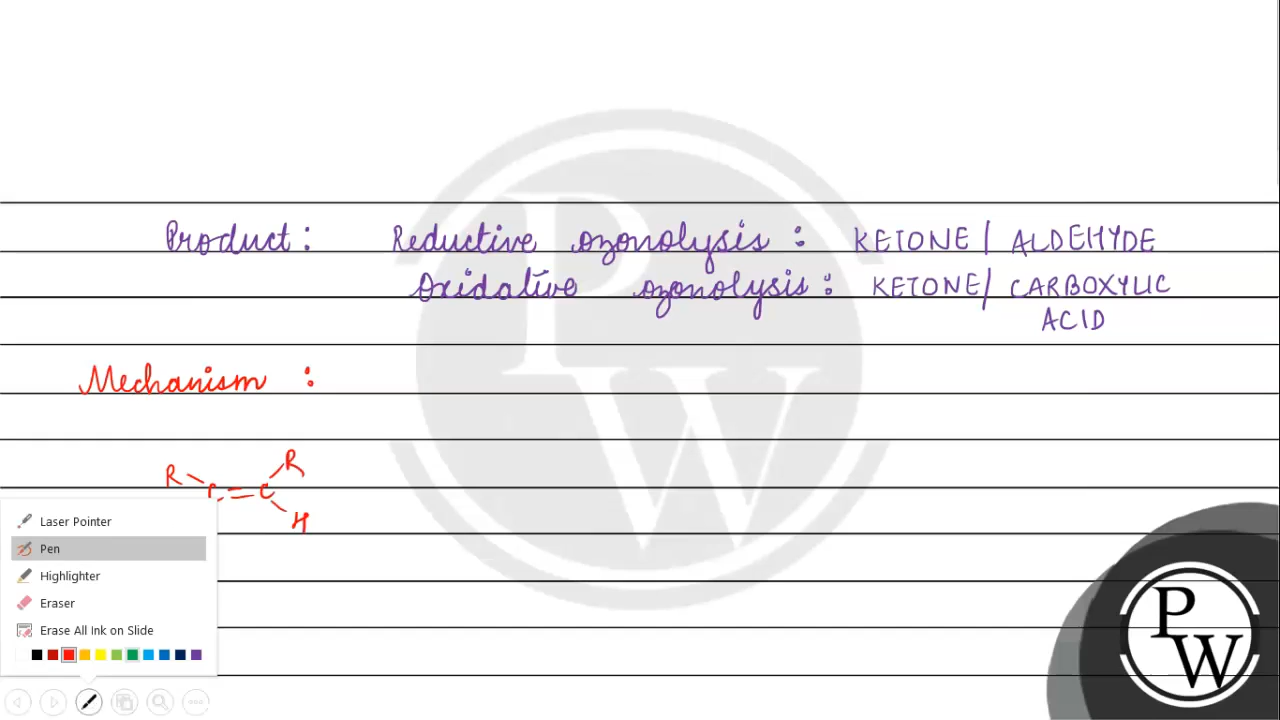 Product : Reductive ozonolysis : KETONE / ALDEHYDE
Oxidative ozonolysis : KETONE / CARBOXYLIC
ACID
Mechanism :
R
R
C = C
H
Laser Pointer
Pen
Highlighter
Eraser
Erase All Ink on Slide
P
W
P
W